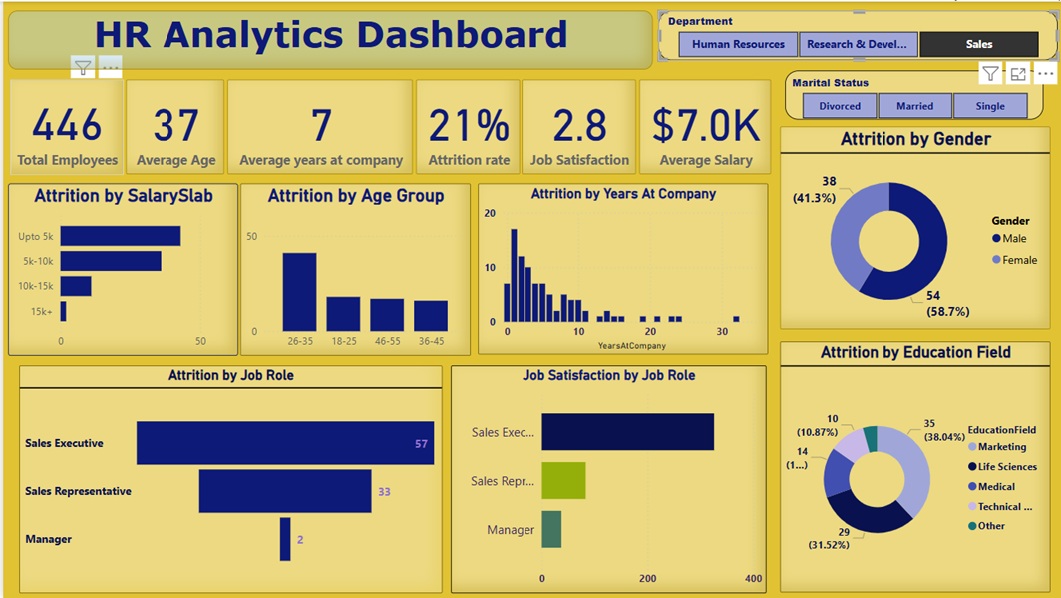 HR Analytics Dashboard
Department
Human Resources
Research & Devel...
Sales
Marital Status
Divorced
Married
Single
446
Total Employees
37
Average Age
7
Average years at company
21%
Attrition rate
2.8
Job Satisfaction
$7.0K
Average Salary
Attrition by SalarySlab
Upto 5k
5k-10k
10k-15k
15k+
0
50
Attrition by Age Group
50
0
26-35
18-25
46-55
36-45
Attrition by Years At Company
20
10
0
0
10
20
30
YearsAtCompany
Attrition by Gender
38
(41.3%)
54
(58.7%)
Gender
Male
Female
Attrition by Job Role
Sales Executive
57
Sales Representative
33
Manager
2
Job Satisfaction by Job Role
Sales Exec...
Sales Repr...
Manager
0
200
400
Attrition by Education Field
10
(10.87%)
35
(38.04%)
14
(1...)
29
(31.52%)
EducationField
Marketing
Life Sciences
Medical
Technical ...
Other